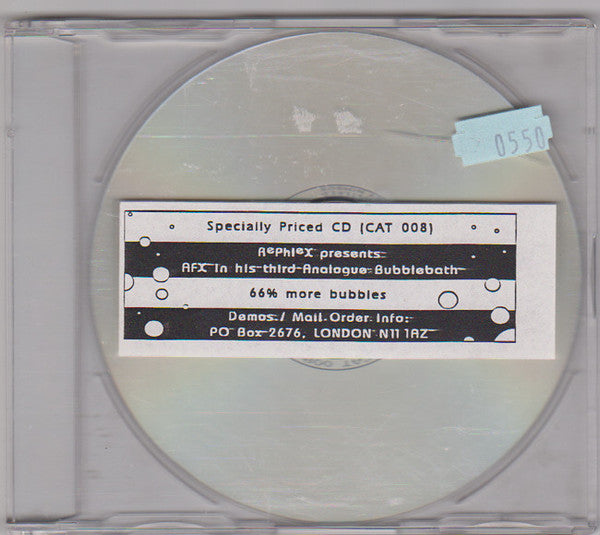 0550
Specially Priced CD (CAT 008)
RePhleX presents
AFX In his third Analogue Bubblebath
66% more bubbles
Demos / Mail Order Info:
PO Box 2676, LONDON N11 1AZ